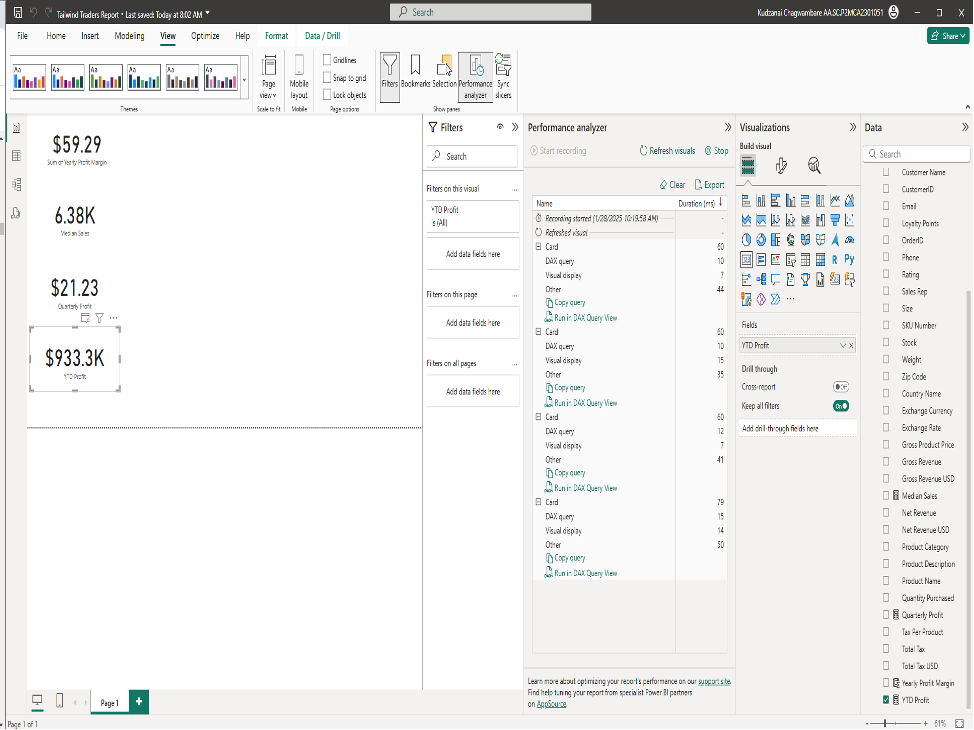 Tailwind Traders Report • Last saved: Today at 8:02 AM
Search
Kudzanai Chagwambare AA.SC.P2MCA2301051
File Home Insert Modeling View Optimize Help Format Data / Drill
Share
Aa Aa Aa Aa Aa Aa
Themes
Page view
Scale to fit
Mobile layout
Mobile
Gridlines
Snap to grid
Lock objects
Page options
Filters Bookmarks Selection Performance analyzer Sync slicers
Show panes
$59.29
Sum of Yearly Profit Margin
6.38K
Median Sales
$21.23
Quarterly Profit
$933.3K
YTD Profit
Filters
Search
Filters on this visual ...
YTD Profit
is (All)
Add data fields here
Filters on this page ...
Add data fields here
Filters on all pages ...
Add data fields here
Performance analyzer
Start recording Refresh visuals Stop
Clear Export
Name Duration (ms)
Recording started (1/28/2025 10:19:58 AM) -
Refreshed visual -
Card 60
DAX query 10
Visual display 7
Other 44
Copy query
Run in DAX Query View
Card 60
DAX query 10
Visual display 15
Other 35
Copy query
Run in DAX Query View
Card 60
DAX query 12
Visual display 7
Other 41
Copy query
Run in DAX Query View
Card 79
DAX query 15
Visual display 14
Other 50
Copy query
Run in DAX Query View
Learn more about optimizing your report's performance on our support site.
Find help tuning your report from specialist Power BI partners
on AppSource.
Visualizations
Build visual
R Py
...
Fields
YTD Profit
Drill through
Cross-report Off
Keep all filters On
Add drill-through fields here
Data
Search
Customer Name
CustomerID
Email
Loyalty Points
OrderID
Phone
Rating
Sales Rep
Size
SKU Number
Stock
Weight
Zip Code
Country Name
Exchange Currency
Exchange Rate
Gross Product Price
Gross Revenue
Gross Revenue USD
Median Sales
Net Revenue
Net Revenue USD
Product Category
Product Description
Product Name
Quantity Purchased
Quarterly Profit
Tax Per Product
Total Tax
Total Tax USD
Yearly Profit Margin
YTD Profit
Page 1
+
Page 1 of 1
- + 61%